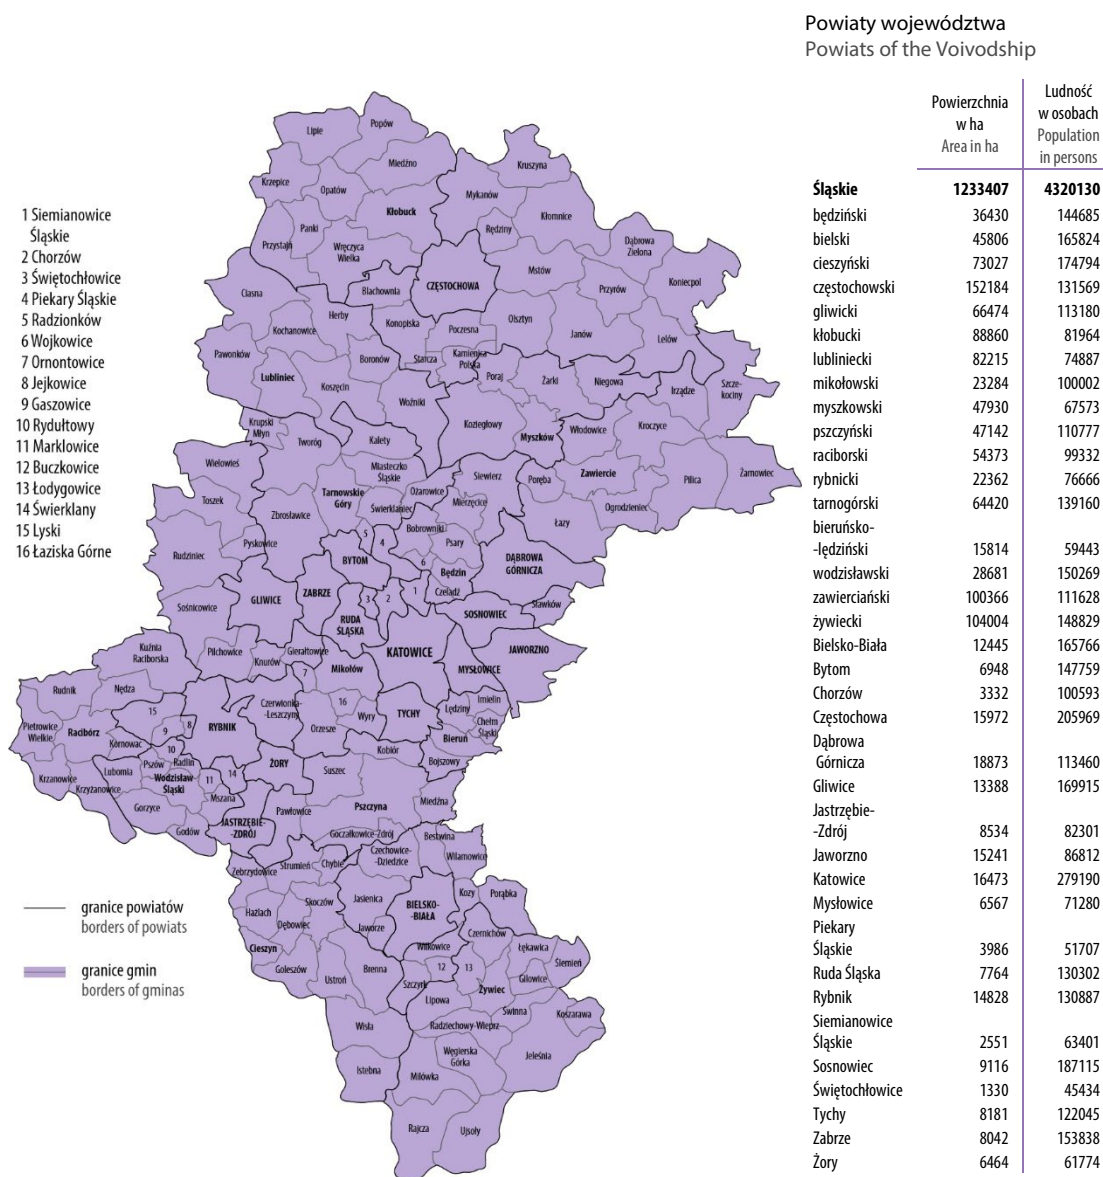 Powiaty województwa
Powiats of the Voivodship
Powierzchnia
w ha
Area in ha
Ludność
w osobach
Population
in persons
Śląskie 1233407 4320130
będziński 36430 144685
bielski 45806 165824
cieszyński 73027 174794
częstochowski 152184 131569
gliwicki 66474 113180
kłobucki 88860 81964
lubliniecki 82215 74887
mikołowski 23284 100002
myszkowski 47930 67573
pszczyński 47142 110777
raciborski 54373 99332
rybnicki 22362 76666
tarnogórski 64420 139160
bieruńsko-
-lędziński 15814 59443
wodzisławski 28681 150269
zawierciański 100366 111628
żywiecki 104004 148829
Bielsko-Biała 12445 165766
Bytom 6948 147759
Chorzów 3332 100593
Częstochowa 15972 205969
Dąbrowa
Górnicza 18873 113460
Gliwice 13388 169915
Jastrzębie-
-Zdrój 8534 82301
Jaworzno 15241 86812
Katowice 16473 279190
Mysłowice 6567 71280
Piekary
Śląskie 3986 51707
Ruda Śląska 7764 130302
Rybnik 14828 130887
Siemianowice
Śląskie 2551 63401
Sosnowiec 9116 187115
Świętochłowice 1330 45434
Tychy 8181 122045
Zabrze 8042 153838
Żory 6464 61774
1 Siemianowice
Śląskie
2 Chorzów
3 Świętochłowice
4 Piekary Śląskie
5 Radzionków
6 Wojkowice
7 Ornontowice
8 Jejkowice
9 Gaszowice
10 Rydułtowy
11 Marklowice
12 Buczkowice
13 Łodygowice
14 Świerklany
15 Lyski
16 Łaziska Górne
granice powiatów
borders of powiats
granice gmin
borders of gminas
Lipie
Popów
Miedźno
Kruszyna
Krzepice
Opatów
Mykanów
Kłobuck
Kłomnice
Panki
Rędziny
Przystajń
Wręczyca
Wielka
Dąbrowa
Zielona
Mstów
Koniecpol
CZĘSTOCHOWA
Blachownia
Przyrów
Ciasna
Herby
Konopiska
Poczesna
Olsztyn
Janów
Lelów
Kochanowice
Pawonków
Boronów
Starcza
Kamienica
Polska
Lubliniec
Koszęcin
Poraj
Żarki
Niegowa
Irządze
Szcze-
kociny
Woźniki
Krupski
Młyn
Tworóg
Kalety
Koziegłowy
Myszków
Włodowice
Kroczyce
Wielowieś
Miasteczko
Śląskie
Siewierz
Poręba
Zawiercie
Pilica
Żarnowiec
Toszek
Tarnowskie
Góry
Ożarowice
Mierzęcice
Ogrodzieniec
Zbrosławice
Świerklaniec
Łazy
Rudziniec
Pyskowice
5
4
Bobrowniki
Psary
BYTOM
6
Będzin
DĄBROWA
GÓRNICZA
Sośnicowice
GLIWICE
ZABRZE
3
2
1
Czeladź
Sławków
RUDA
ŚLĄSKA
SOSNOWIEC
Kuźnia
Raciborska
Pilchowice
Gierałtowice
KATOWICE
JAWORZNO
Knurów
Mikołów
MYSŁOWICE
7
Rudnik
Nędza
Czerwionka-
-Leszczyny
16
Wyry
TYCHY
Lędziny
Imielin
Pietrowice
Wielkie
Racibórz
15
9
8
RYBNIK
Orzesze
Bieruń
Chełm
Śląski
Kornowac
10
Kobiór
Bojszowy
Krzanowice
Krzyżanowice
Lubomia
Pszów
Radlin
Wodzisław
Śląski
11
14
ŻORY
Suszec
Gorzyce
Mszana
Miedźna
Godów
JASTRZĘBIE-
-ZDRÓJ
Pawłowice
Pszczyna
Goczałkowice-Zdrój
Bestwina
Czechowice-
-Dziedzice
Wilamowice
Zebrzydowice
Strumień
Chybie
Kozy
Porąbka
Hażlach
Skoczów
Jasienica
BIELSKO-
-BIAŁA
Dębowiec
Jaworze
Czernichów
Cieszyn
Wilkowice
Łękawica
Goleszów
Brenna
12
13
Ślemień
Ustroń
Szczyrk
Gilowice
Żywiec
Lipowa
Świnna
Koszarawa
Wisła
Radziechowy-Wieprz
Węgierska
Górka
Jeleśnia
Istebna
Milówka
Rajcza
Ujsoły